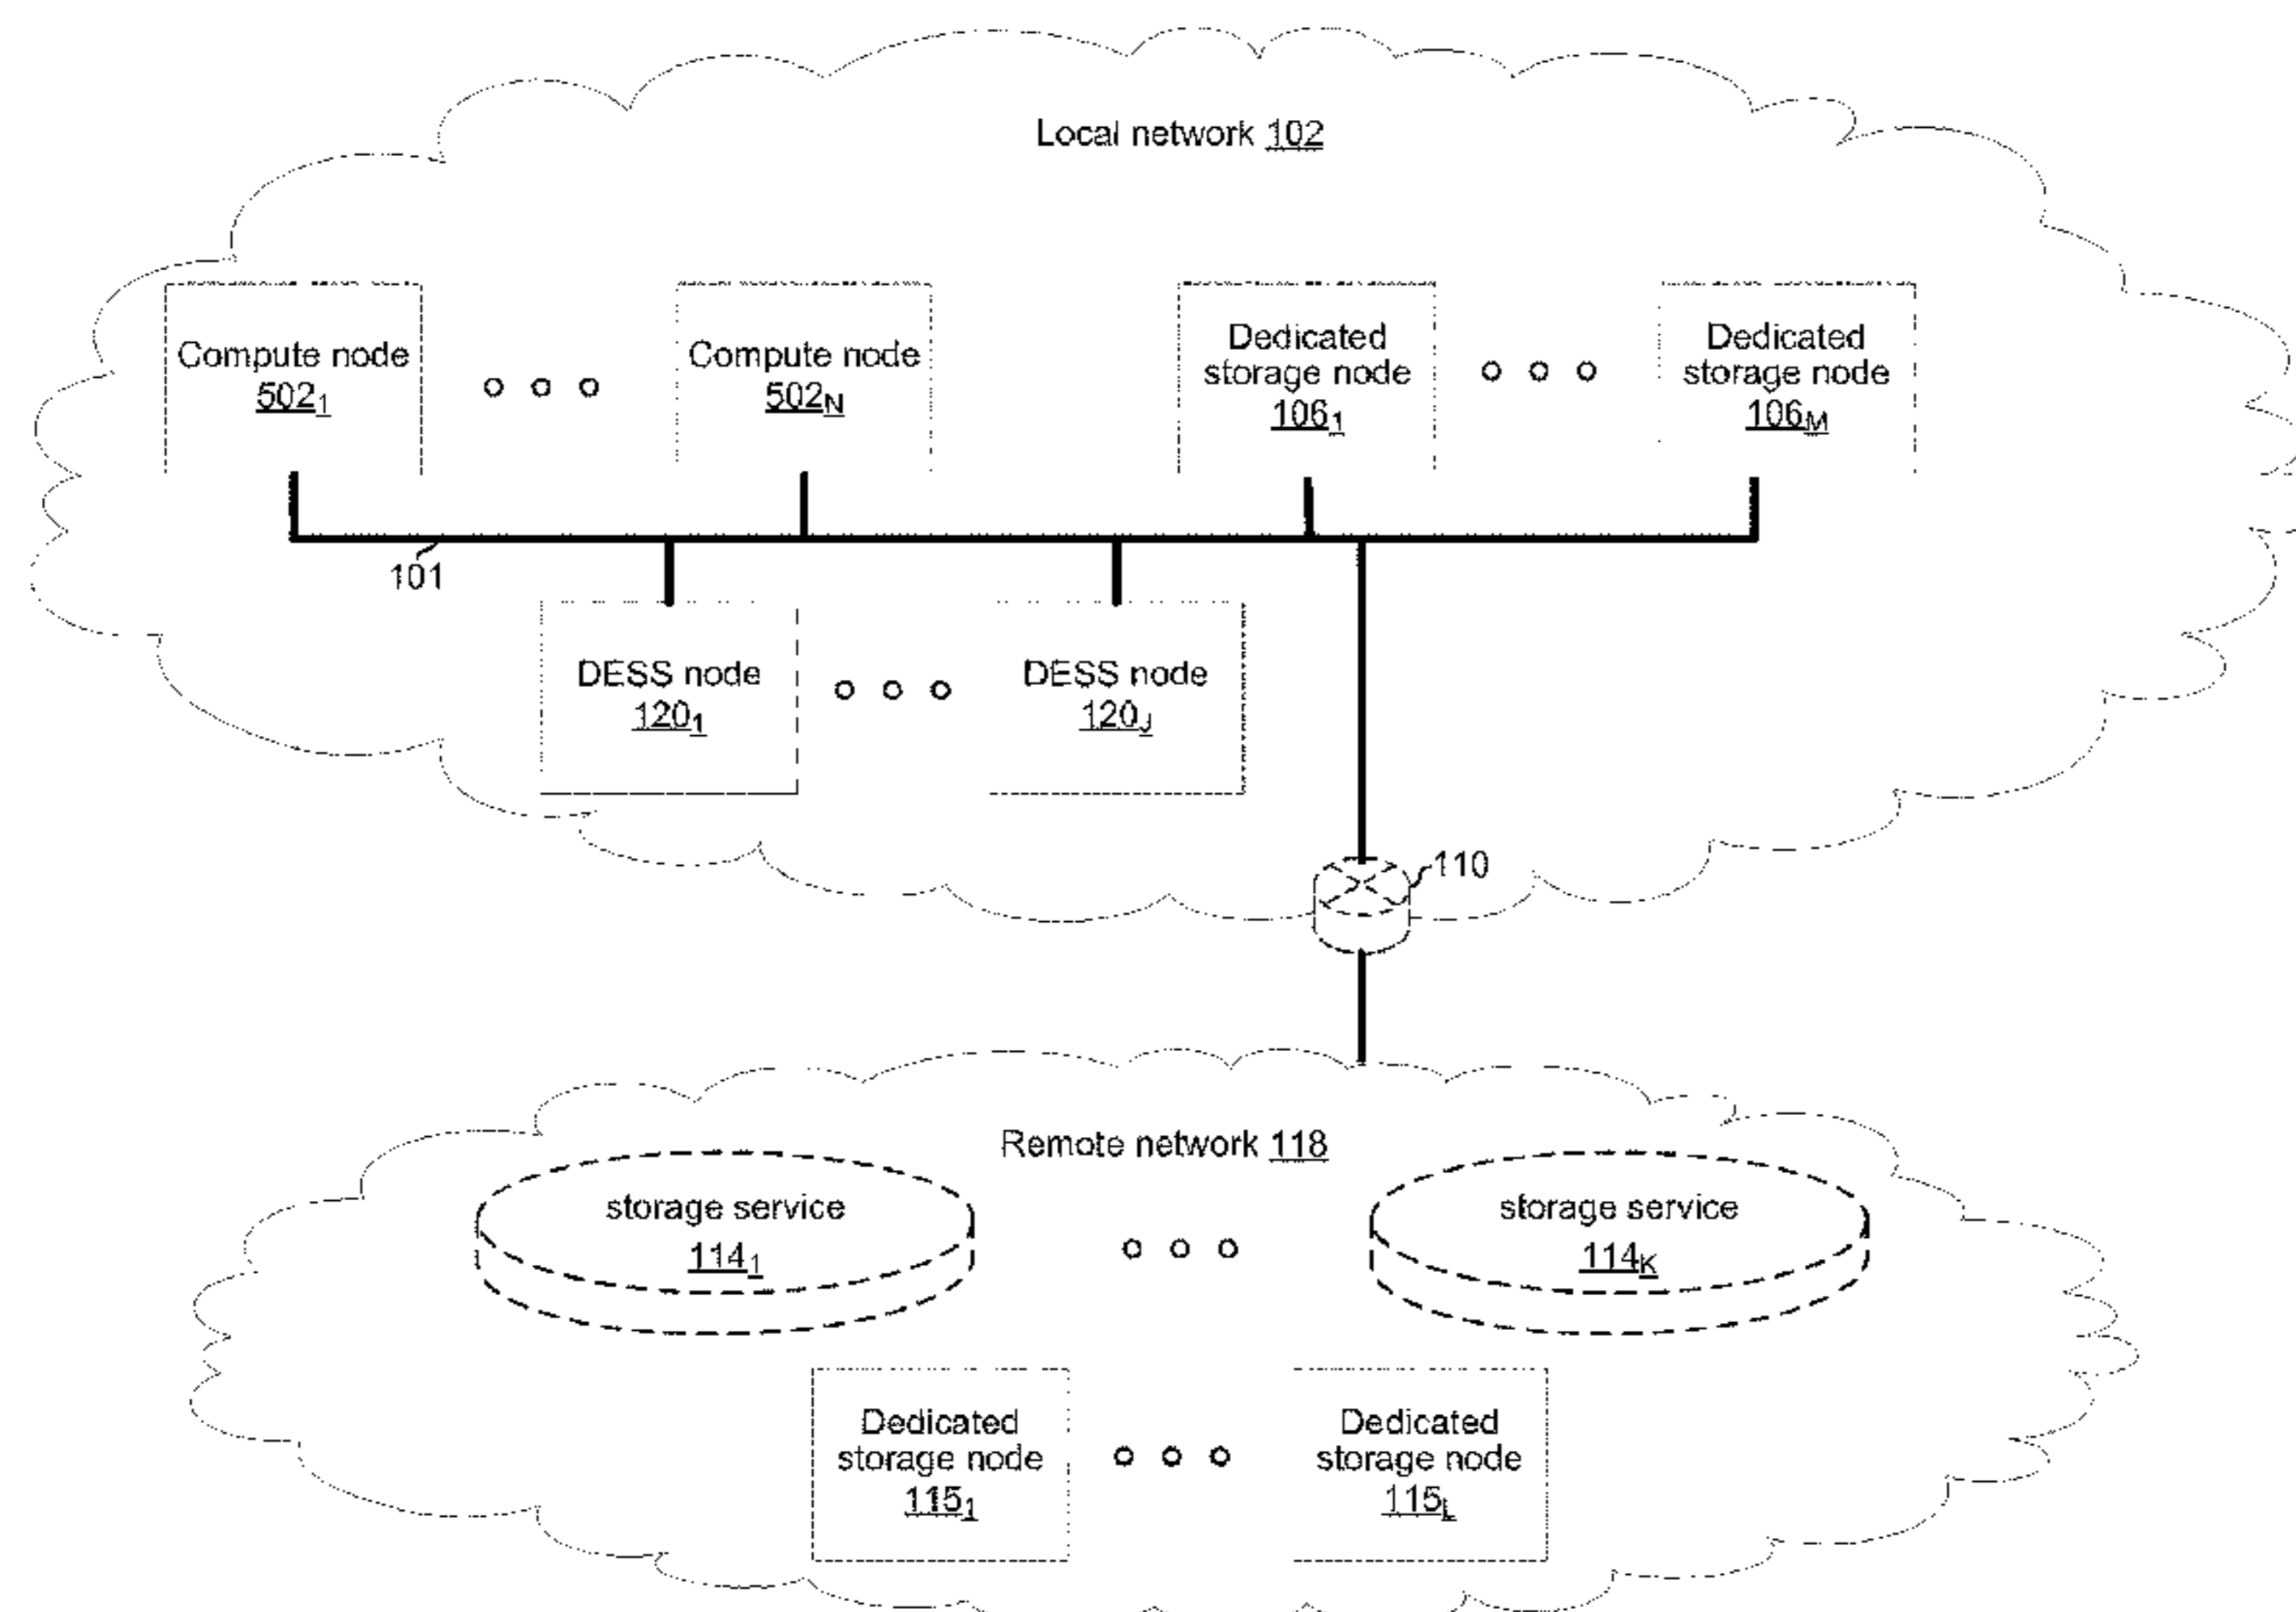 Local network 102
Compute node
502₁
Compute node
502N
Dedicated
storage node
106₁
Dedicated
storage node
106M
101
DESS node
120₁
DESS node
120J
110
Remote network 118
storage service
114₁
storage service
114K
Dedicated
storage node
115₁
Dedicated
storage node
115L